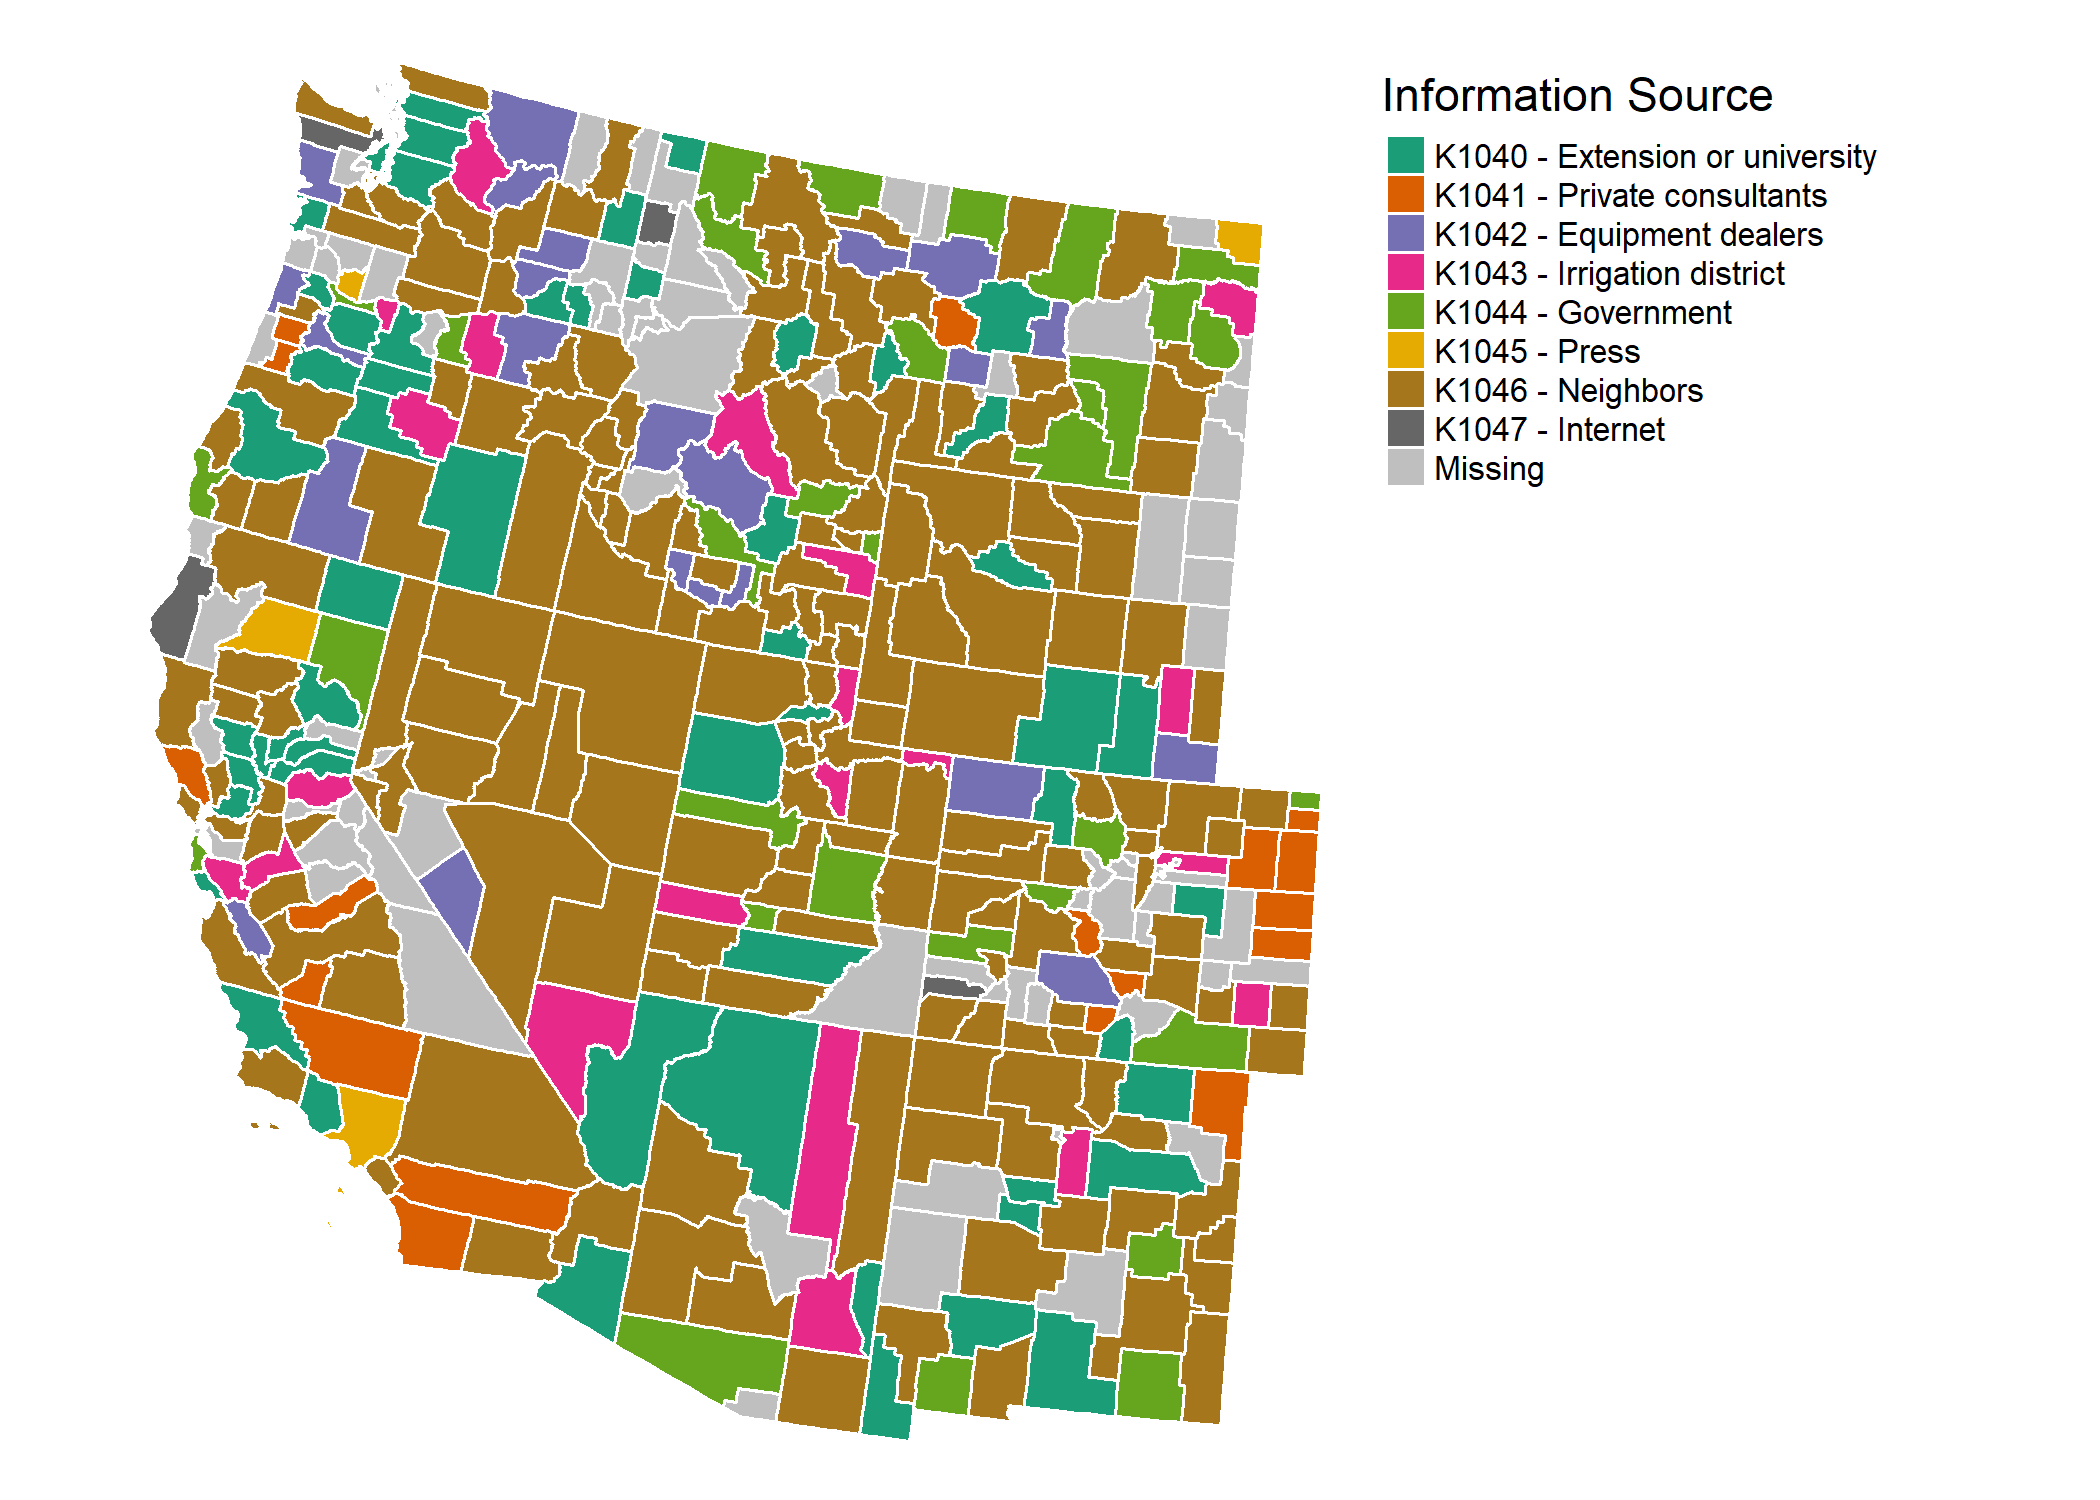 Information Source
K1040 - Extension or university
K1041 - Private consultants
K1042 - Equipment dealers
K1043 - Irrigation district
K1044 - Government
K1045 - Press
K1046 - Neighbors
K1047 - Internet
Missing